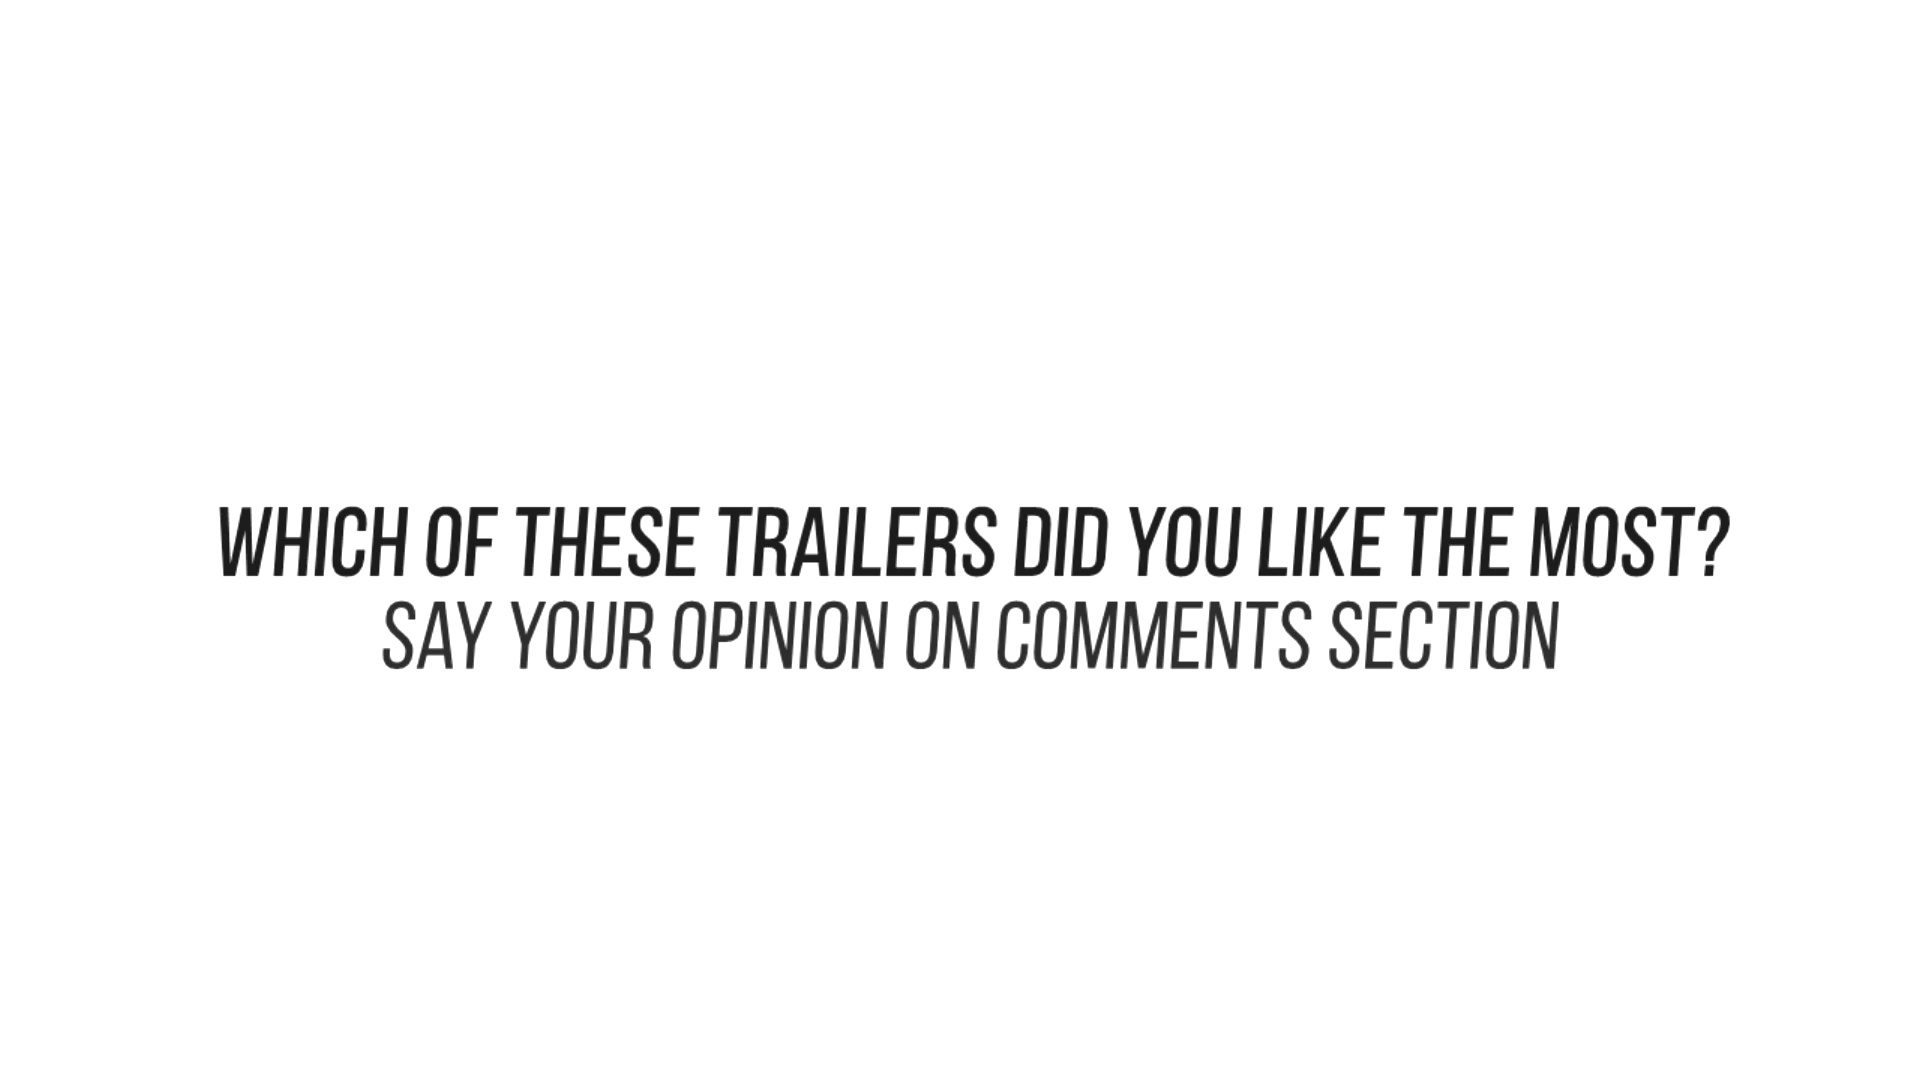 WHICH OF THESE TRAILERS DID YOU LIKE THE MOST?
SAY YOUR OPINION ON COMMENTS SECTION